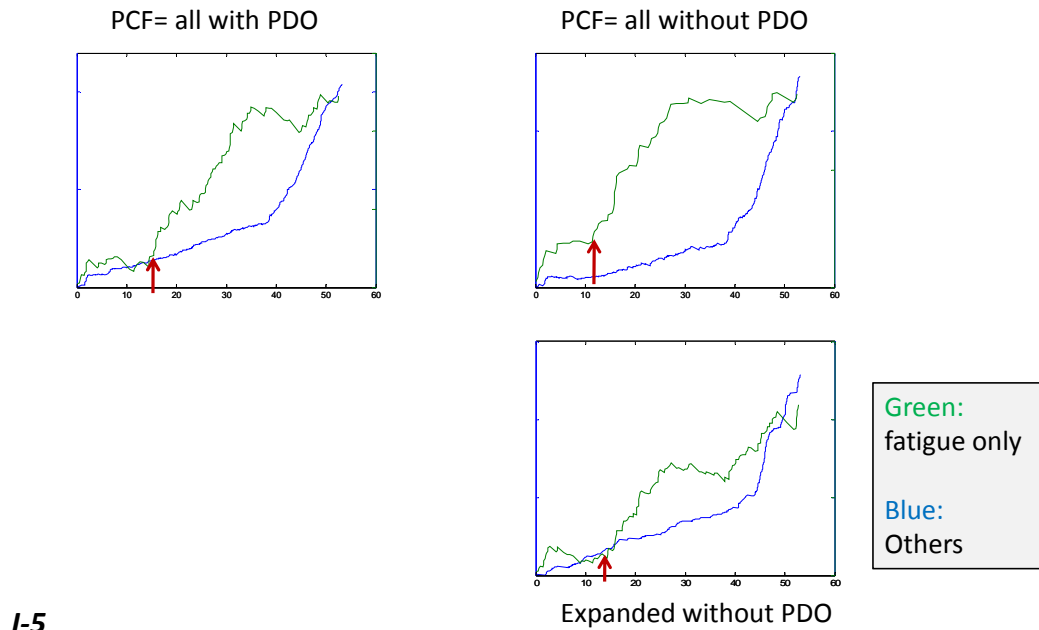 PCF= all with PDO
PCF= all without PDO
0 10 20 30 40 50 60
0 10 20 30 40 50 60
0 10 20 30 40 50 60
Green:
fatigue only
Blue:
Others
Expanded without PDO
I-5